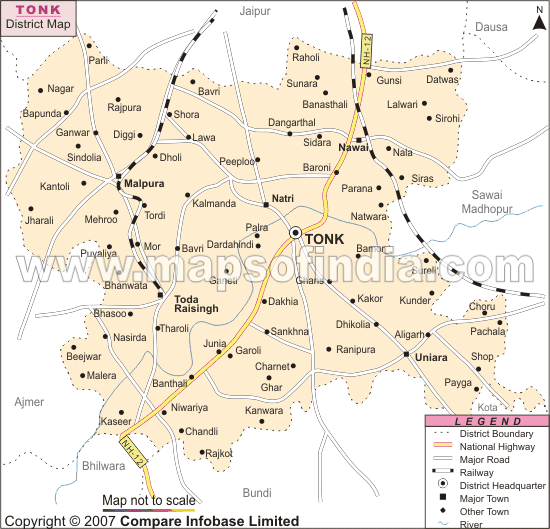 TONK
District Map
Jaipur
Dausa
N
NH-12
Parli
Raholi
Gunsi
Datwas
Nagar
Bavri
Sunara
Rajpura
Banasthali
Lalwari
Bapunda
Shora
Sirohi
Dangarthal
Ganwar
Diggi
Lawa
Sidara
Nawai
Nala
Sindolia
Dholi
Peeploo
Baroni
Malpura
Siras
Kantoli
Parana
Sawai
Madhopur
Kalmanda
Natri
Jharali
Mehroo
Tordi
Natwara
Palra
TONK
Puvaliya
Mor
Bavri
Dardahindi
Bamor
www.mapsofindia.com
Sureli
Bhanwata
Ganeti
Ghans
Toda
Raisingh
Dakhia
Kakor
Kunder
Choru
Bhasoo
Pachala
Nasirda
Tharoli
Sankhna
Dhikolia
Aligarh
Beejwar
Junia
Garoli
Ranipura
Uniara
Shop
Malera
Banthali
Charnet
Ghar
Payga
Ajmer
Niwariya
Kanwara
Kota
Kaseer
Chandli
NH-12
Rajkot
Bhilwara
Bundi
Map not to scale
LEGEND
District Boundary
National Highway
Major Road
Railway
District Headquarter
Major Town
Other Town
River
Copyright © 2007 Compare Infobase Limited